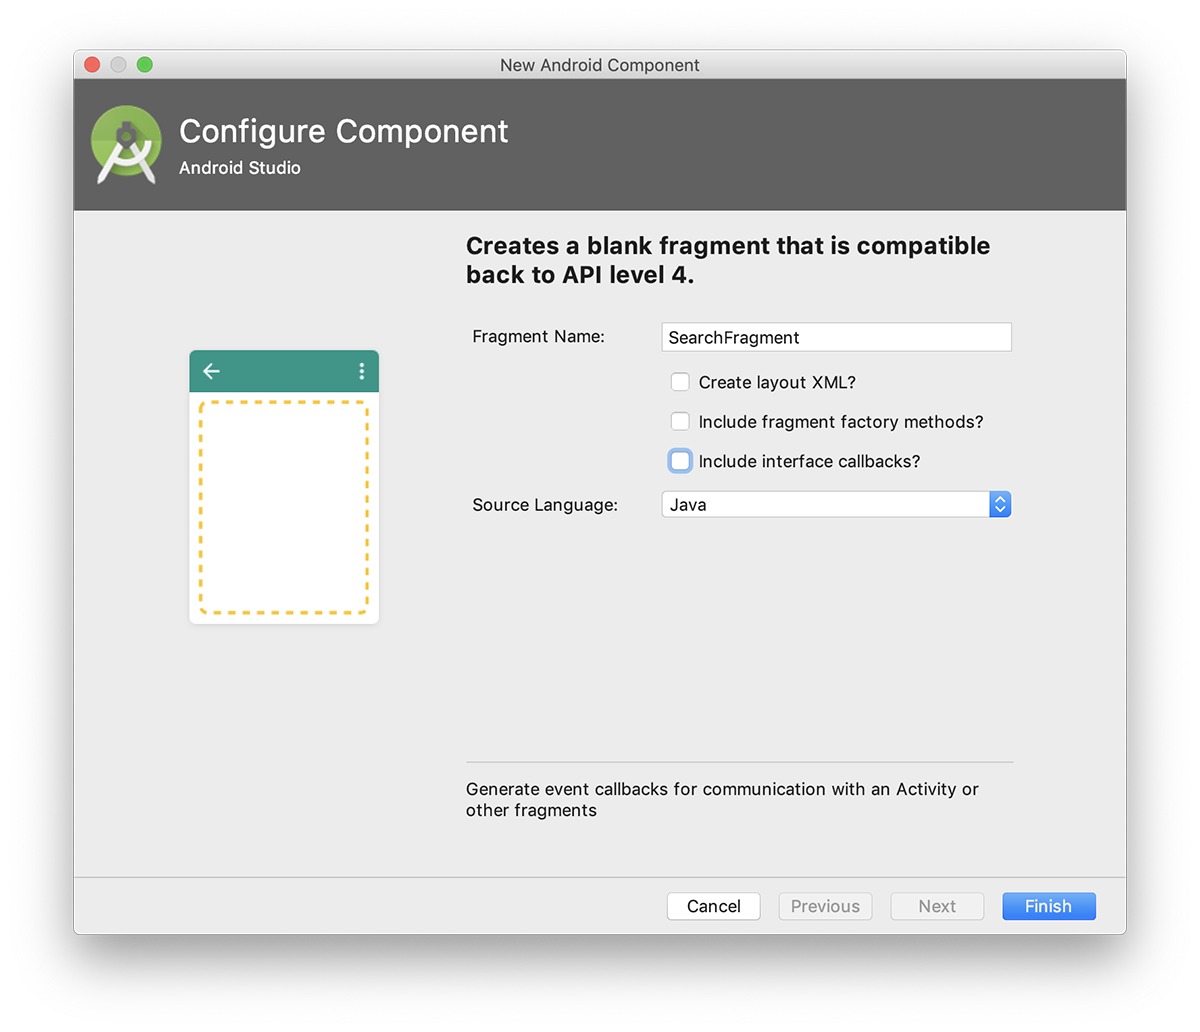 New Android Component
Configure Component
Android Studio
Creates a blank fragment that is compatible
back to API level 4.
Fragment Name: SearchFragment
Create layout XML?
Include fragment factory methods?
Include interface callbacks?
Source Language: Java
Generate event callbacks for communication with an Activity or
other fragments
Cancel Previous Next Finish